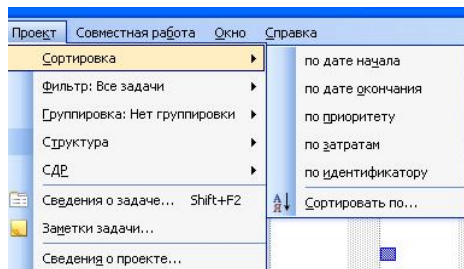 Проект Совместная работа Окно Справка
Сортировка
Фильтр: Все задачи
Группировка: Нет группировки
Структура
СДР
Сведения о задаче... Shift+F2
Заметки задачи...
Сведения о проекте...
по дате начала
по дате окончания
по приоритету
по затратам
по идентификатору
Сортировать по...